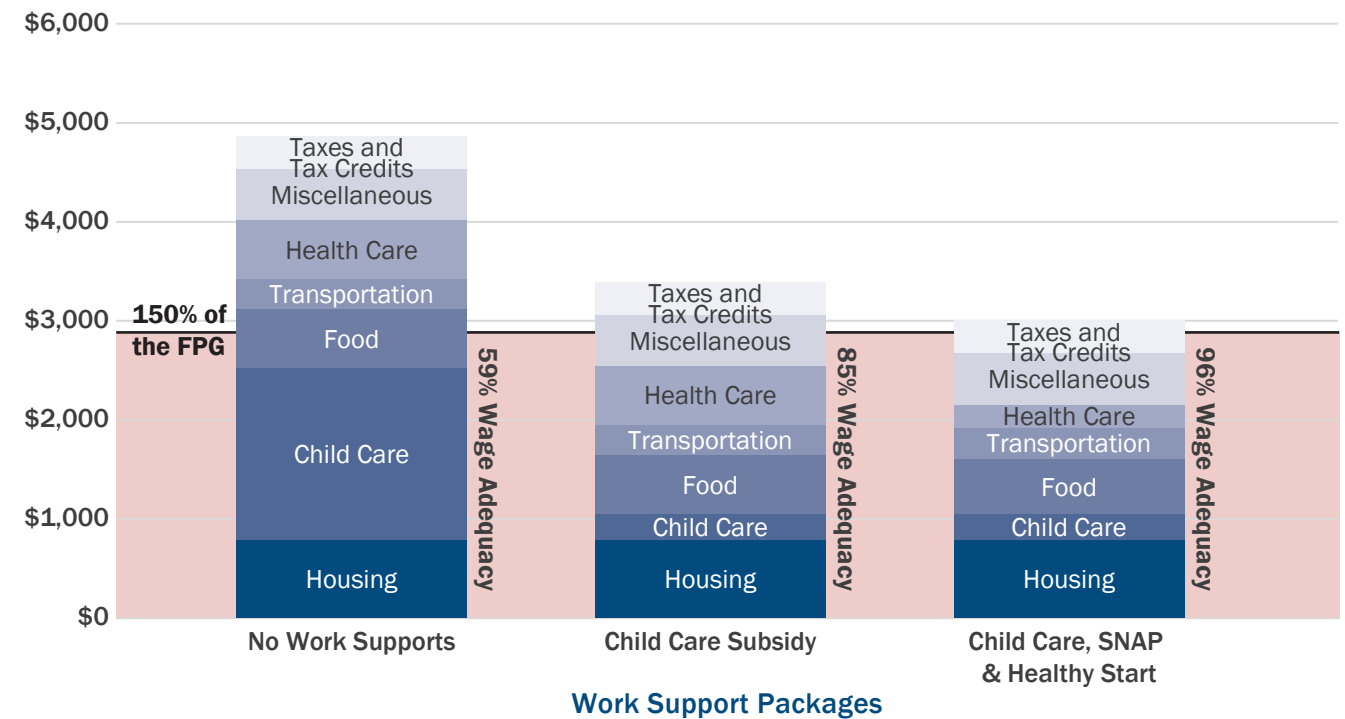 $6,000
$5,000
$4,000
$3,000
$2,000
$1,000
$0
150% of
the FPG
Taxes and
Tax Credits
Miscellaneous
Health Care
Transportation
Food
Child Care
Housing
59% Wage Adequacy
Taxes and
Tax Credits
Miscellaneous
Health Care
Transportation
Food
Child Care
Housing
85% Wage Adequacy
Taxes and
Tax Credits
Miscellaneous
Health Care
Transportation
Food
Child Care
Housing
96% Wage Adequacy
No Work Supports
Child Care Subsidy
Child Care, SNAP
& Healthy Start
Work Support Packages